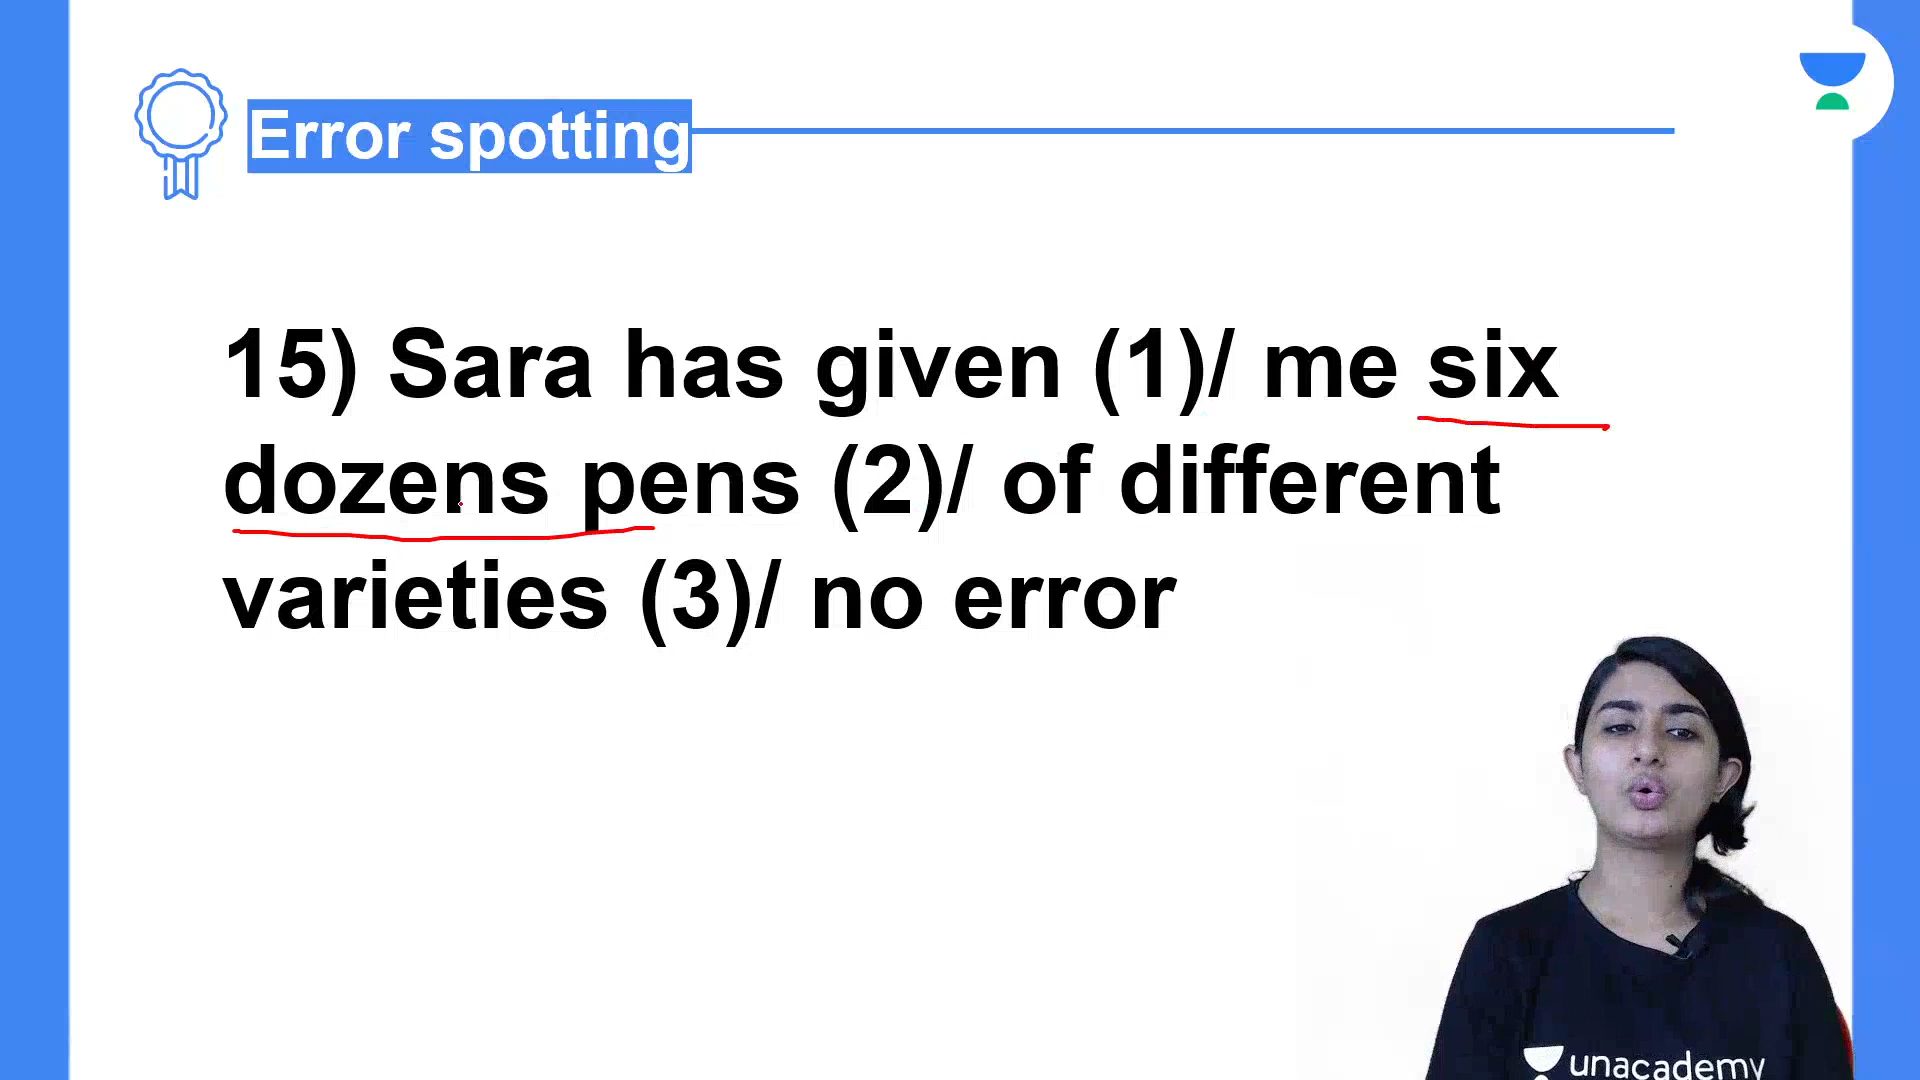 Error spotting
15) Sara has given (1)/ me six
dozens pens (2)/ of different
varieties (3)/ no error
unacademy